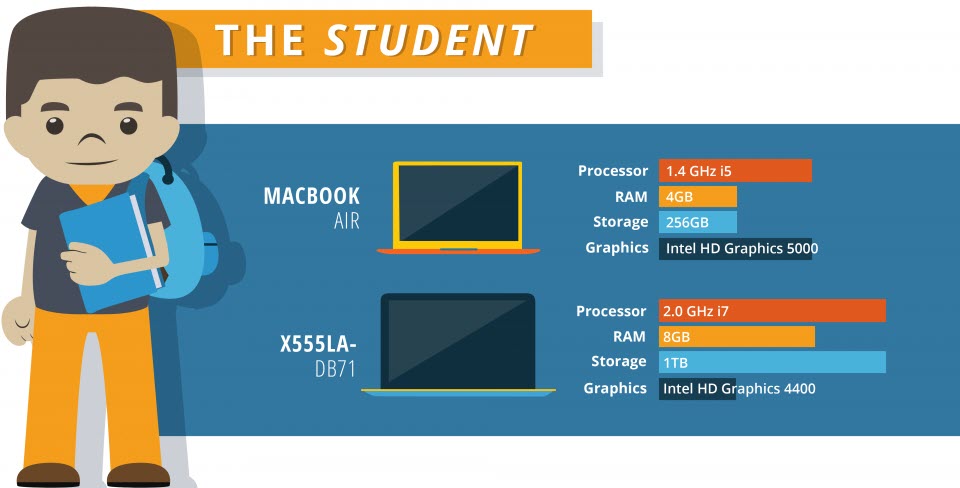 THE STUDENT
MACBOOK
AIR
Processor 1.4 GHz i5
RAM 4GB
Storage 256GB
Graphics Intel HD Graphics 5000
X555LA-
DB71
Processor 2.0 GHz i7
RAM 8GB
Storage 1TB
Graphics Intel HD Graphics 4400